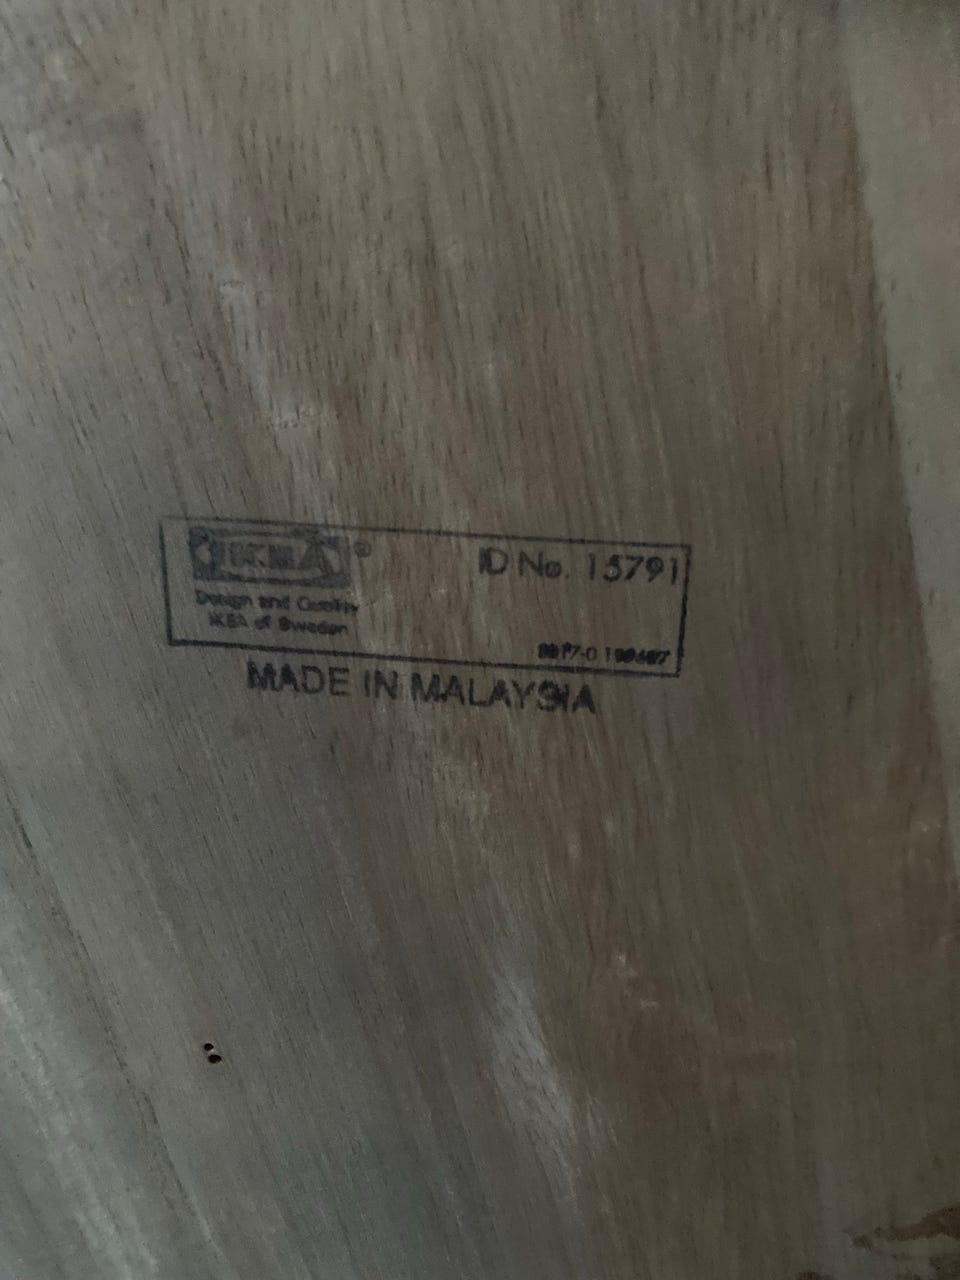 IKEA®
ID No. 15791
Design and Quality
IKEA of Sweden
MADE IN MALAYSIA